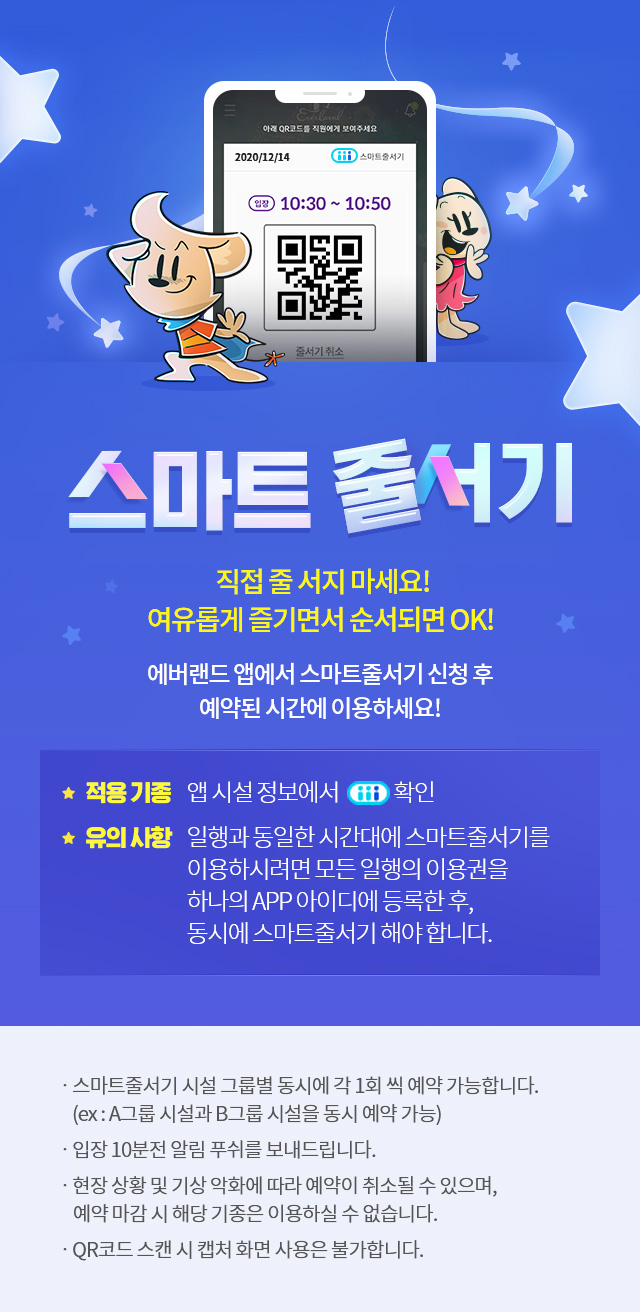 Everland
아래 QR코드를 직원에게 보여주세요
2020/12/14 스마트줄서기
입장 10:30 ~ 10:50
줄서기 취소
스마트 줄서기
직접 줄 서지 마세요!
여유롭게 즐기면서 순서되면 OK!
에버랜드 앱에서 스마트줄서기 신청 후
예약된 시간에 이용하세요!
적용 기종 앱 시설 정보에서 확인
유의 사항 일행과 동일한 시간대에 스마트줄서기를
이용하시려면 모든 일행의 이용권을
하나의 APP 아이디에 등록한 후,
동시에 스마트줄서기 해야 합니다.
· 스마트줄서기 시설 그룹별 동시에 각 1회 씩 예약 가능합니다.
(ex : A그룹 시설과 B그룹 시설을 동시 예약 가능)
· 입장 10분전 알림 푸쉬를 보내드립니다.
· 현장 상황 및 기상 악화에 따라 예약이 취소될 수 있으며,
예약 마감 시 해당 기종은 이용하실 수 없습니다.
· QR코드 스캔 시 캡처 화면 사용은 불가합니다.